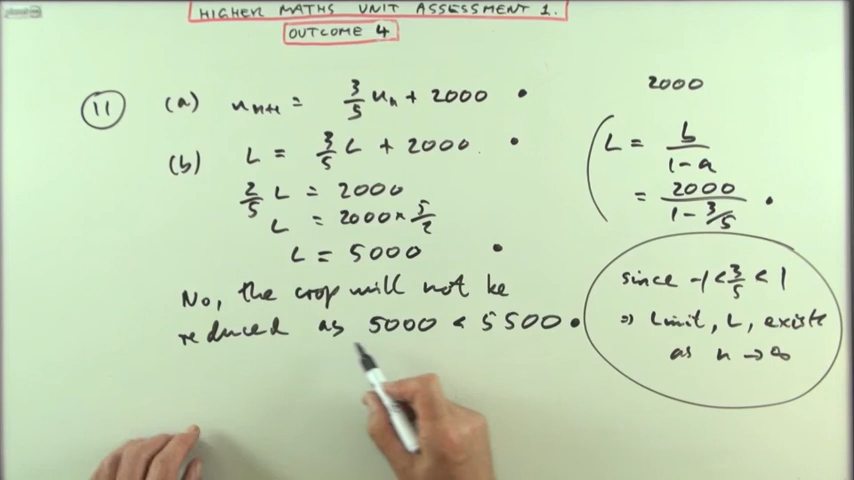 HIGHER MATHS UNIT ASSESSMENT 1.
OUTCOME 4
11 (a) uₙ₊₁ = 3/5 uₙ + 2000 •
(b) L = 3/5 L + 2000. •
2/5 L = 2000
L = 2000 × 5/2
L = 5000 •
No, the crop will not be
reduced as 5000 < 5500 •
2000
L = b/1-a
= 2000/1-3/5 •
since -1 < 3/5 < 1
⇒ Limit, L, exists
as n → ∞